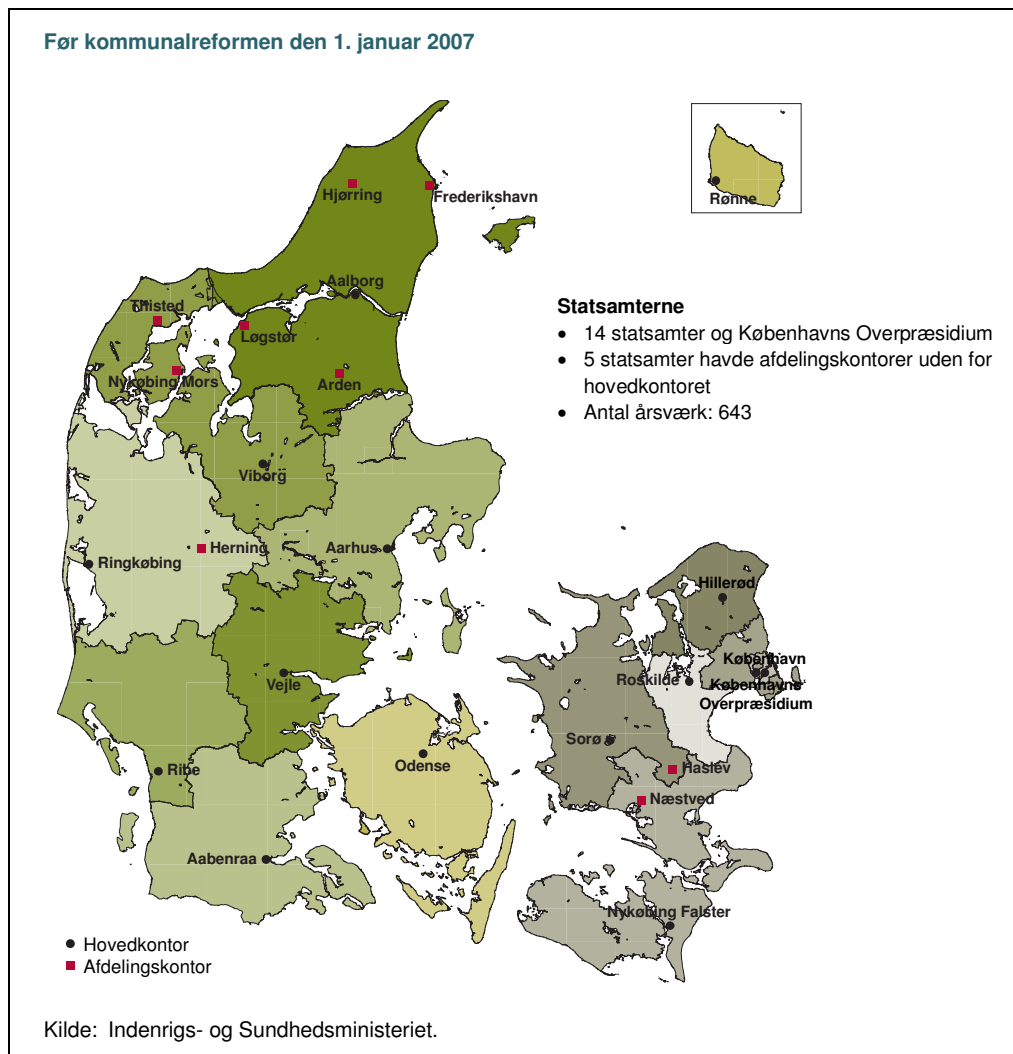 Før kommunalreformen den 1. januar 2007
Hjørring
Frederikshavn
Rønne
Aalborg
Thisted
Løgstør
Nykøbing Mors
Arden
Statsamterne
• 14 statsamter og Københavns Overpræsidium
• 5 statsamter havde afdelingskontorer uden for
hovedkontoret
• Antal årsværk: 643
Viborg
Herning
Aarhus
Ringkøbing
Hillerød
København
Roskilde
Københavns
Overpræsidium
Vejle
Sorø
Odense
Haslev
Ribe
Næstved
Aabenraa
Nykøbing Falster
Hovedkontor
Afdelingskontor
Kilde: Indenrigs- og Sundhedsministeriet.